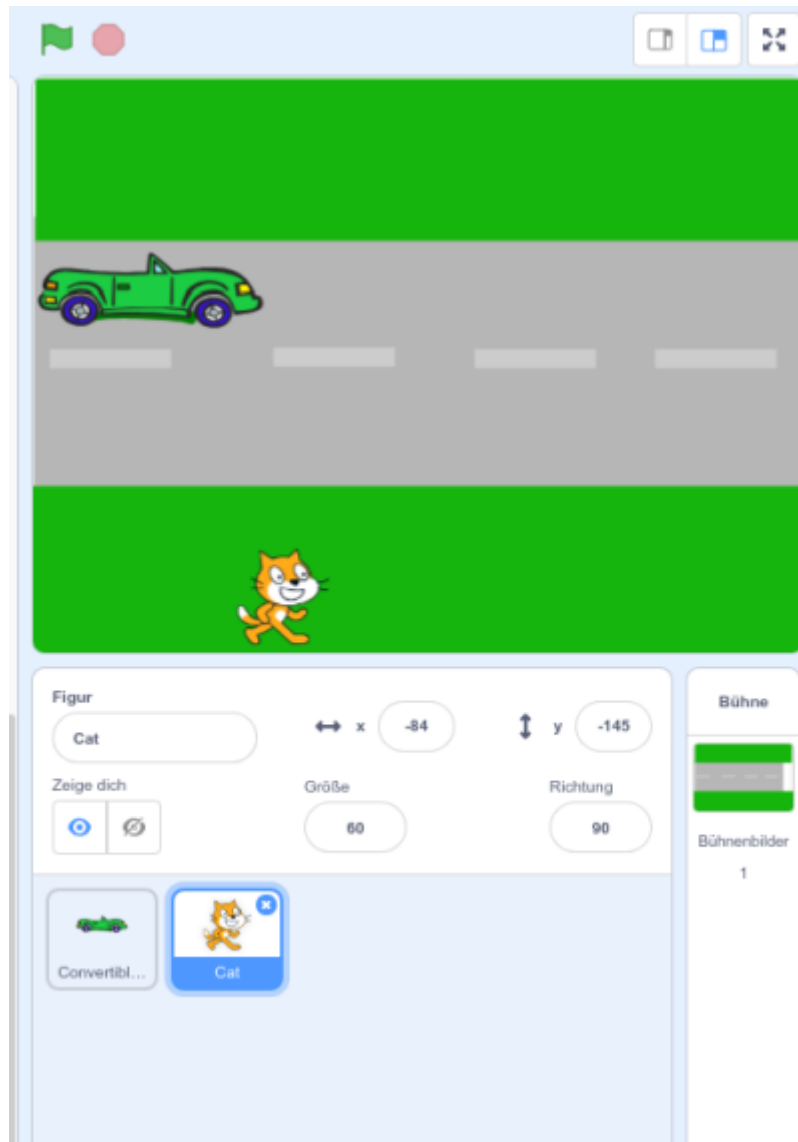 Figur
Cat
x -84
y -145
Zeige dich
Größe
60
Richtung
90
Convertibl...
Cat
Bühne
Bühnenbilder
1